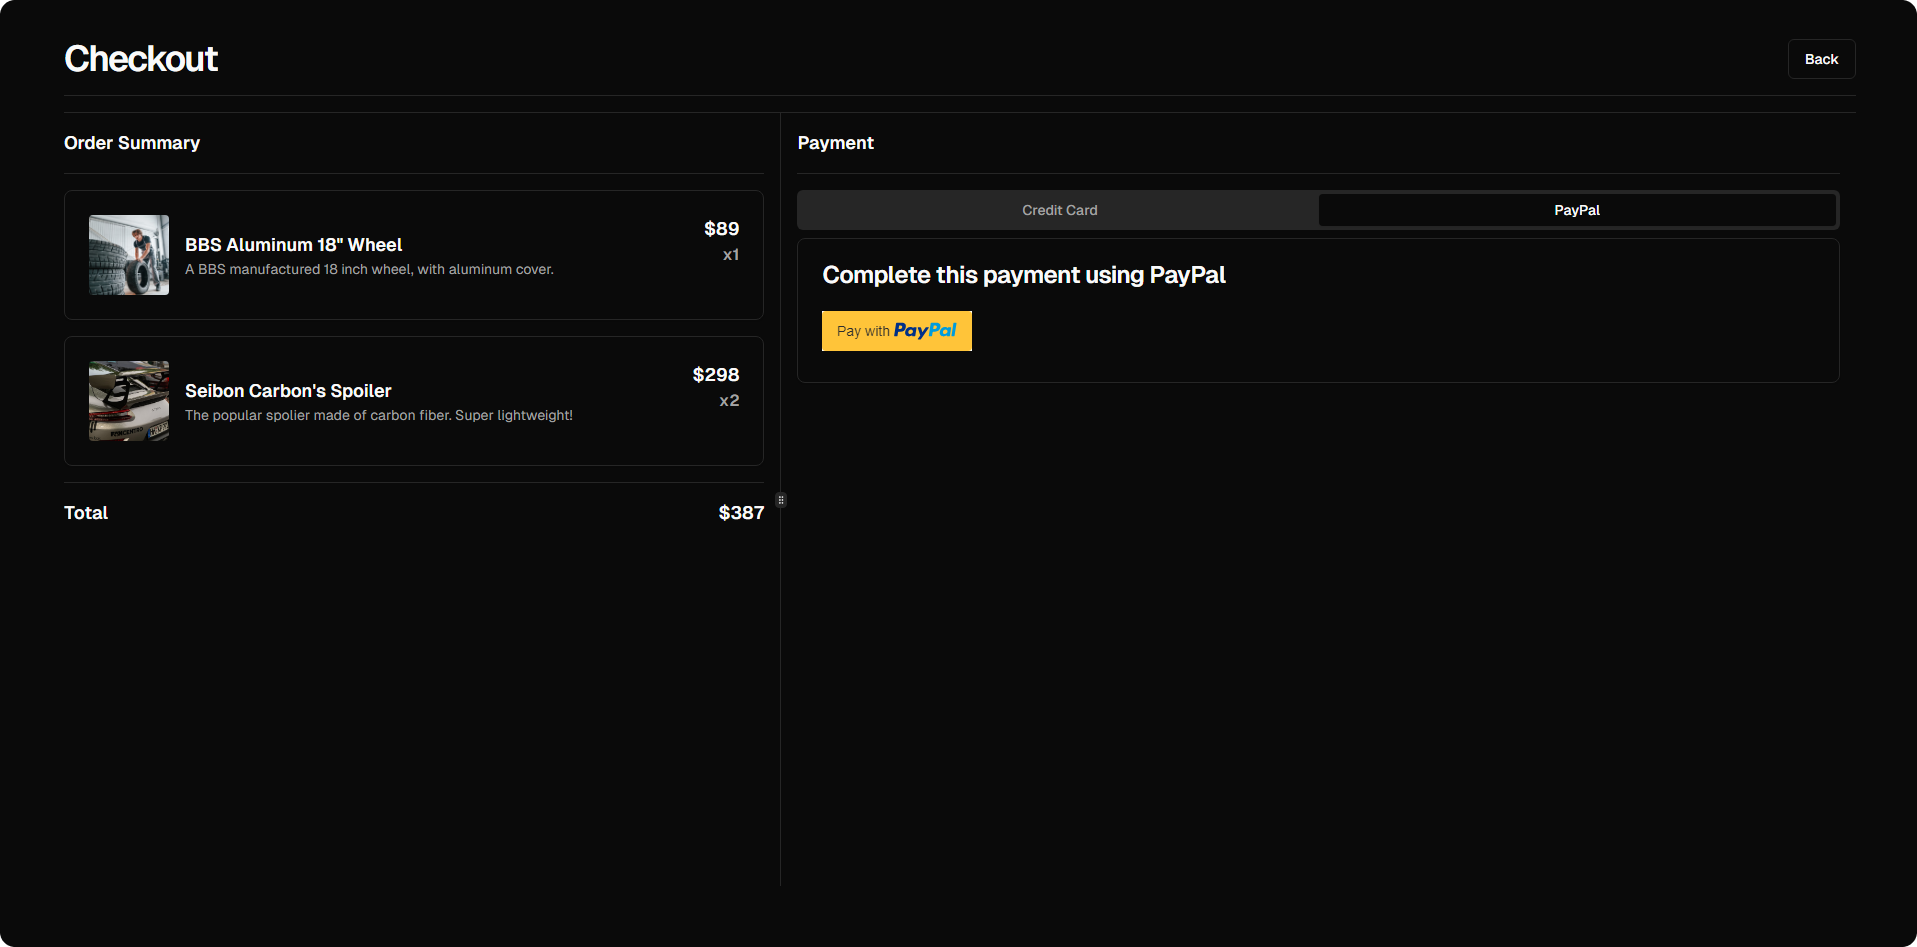 Checkout
Back
Order Summary
BBS Aluminum 18" Wheel
A BBS manufactured 18 inch wheel, with aluminum cover.
$89
x1
Seibon Carbon's Spoiler
The popular spolier made of carbon fiber. Super lightweight!
$298
x2
Total
$387
Payment
Credit Card
PayPal
Complete this payment using PayPal
Pay with PayPal